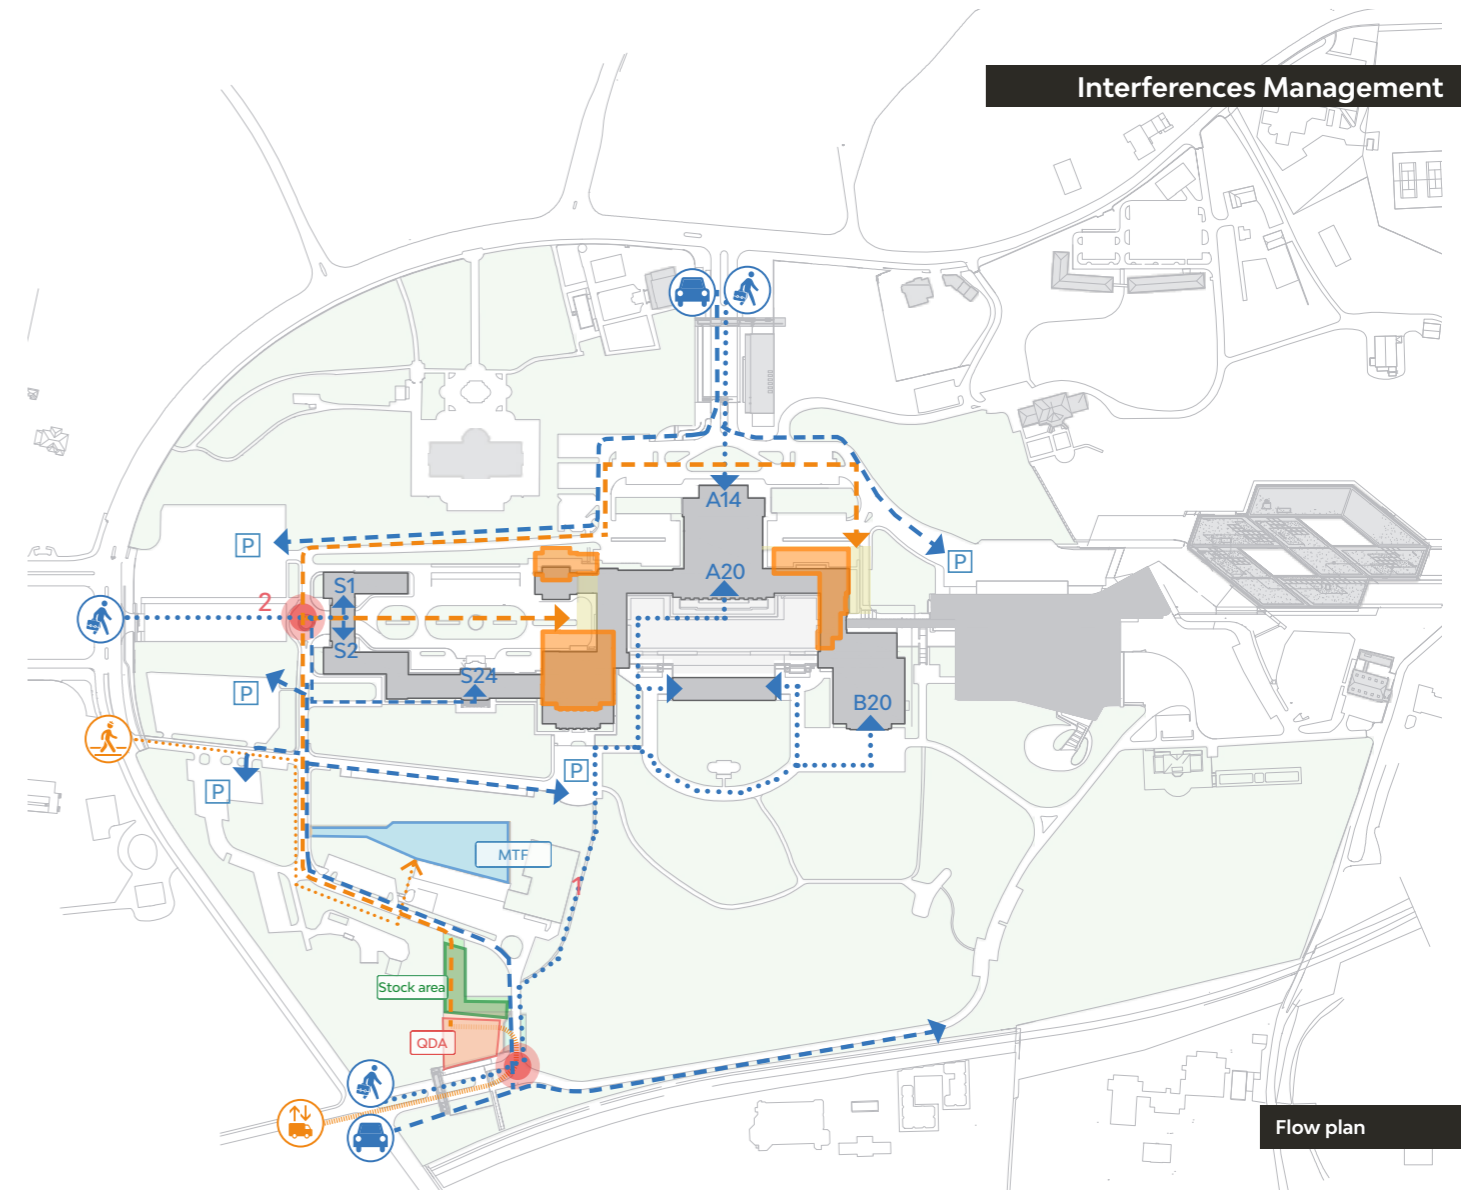 Interferences Management
A14
P
P
A20
S1
2
S2
S24
P
B20
P
P
MTF
1
Stock area
QDA
Flow plan